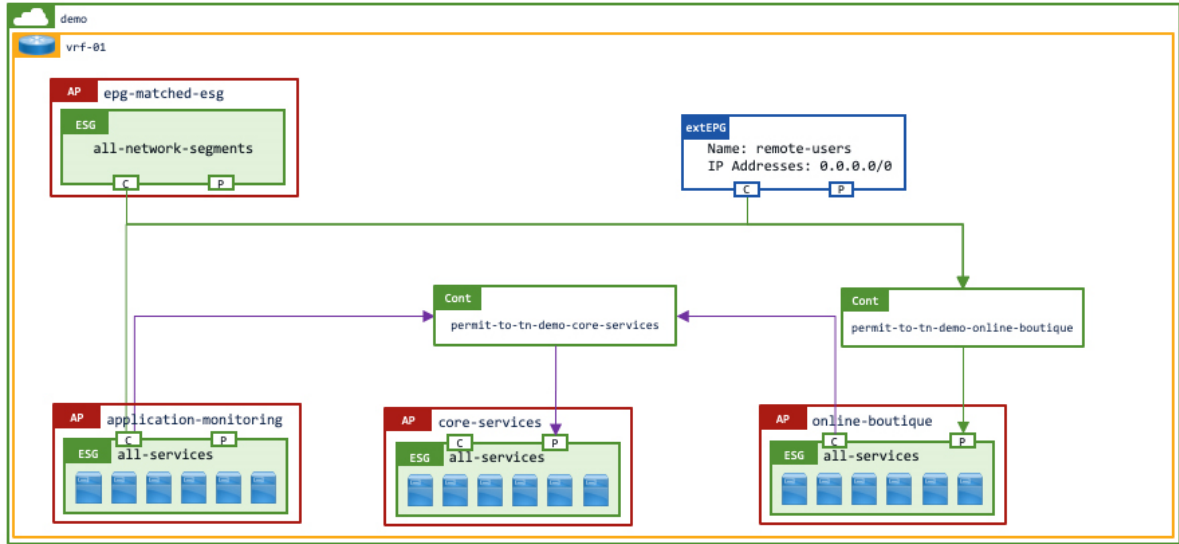 demo
vrf-01
AP epg-matched-esg
ESG
all-network-segments
C P
extEPG
Name: remote-users
IP Addresses: 0.0.0.0/0
C P
Cont
permit-to-tn-demo-core-services
Cont
permit-to-tn-demo-online-boutique
AP application-monitoring
C P
ESG all-services
AP core-services
C P
ESG all-services
AP online-boutique
C P
ESG all-services